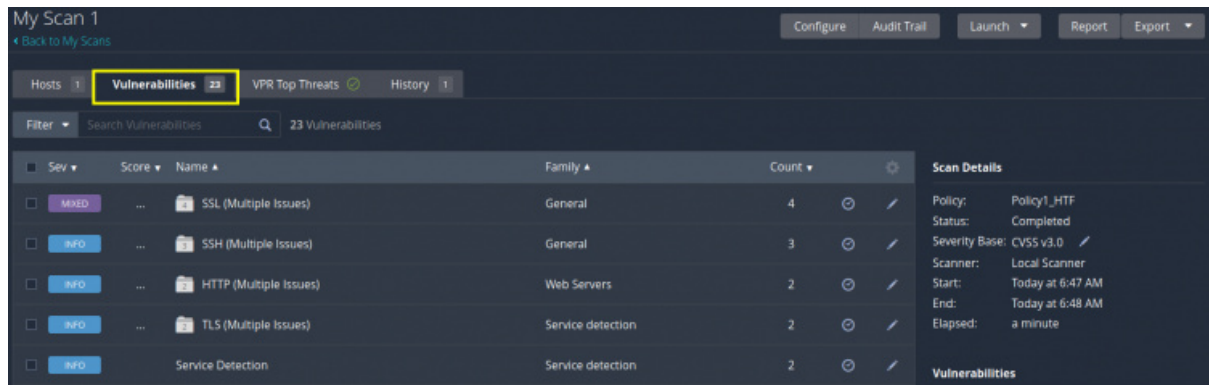 My Scan 1
Back to My Scans
Configure Audit Trail Launch Report Export
Hosts 1 Vulnerabilities 23 VPR Top Threats History 1
Filter Search Vulnerabilities 23 Vulnerabilities
Sev Score Name Family Count
MIXED ... 4 SSL (Multiple Issues) General 4
INFO ... 3 SSH (Multiple Issues) General 3
INFO ... 2 HTTP (Multiple Issues) Web Servers 2
INFO ... 2 TLS (Multiple Issues) Service detection 2
INFO Service Detection Service detection 2
Scan Details
Policy: Policy1_HTF
Status: Completed
Severity Base: CVSS v3.0
Scanner: Local Scanner
Start: Today at 6:47 AM
End: Today at 6:48 AM
Elapsed: a minute
Vulnerabilities